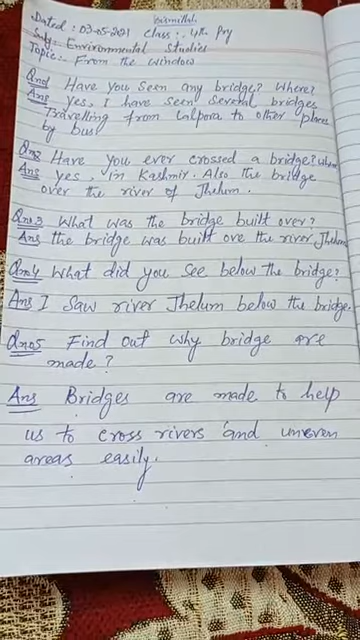 Bismillah
Dated:- 03-05-2021 Class:- 4th Pry
Sub:- Environmental Studies
Topic:- From the window
Qno1 Have you seen any bridge? Where?
Ans Yes, I have seen several bridges
Travelling from Lalpora to other places
by bus.
Qno2 Have you ever crossed a bridge? where
Ans yes, in Kashmir. Also the bridge
over the river of Jhelum.
Qno3 What was the bridge built over?
Ans the bridge was built ove the river Jhelum
Qno4 What did you see below the bridge?
Ans I Saw river Jhelum below the bridge.
Qno5 Find out why bridge are
made?
Ans Bridges are made to help
us to cross rivers and uneven
areas easily.